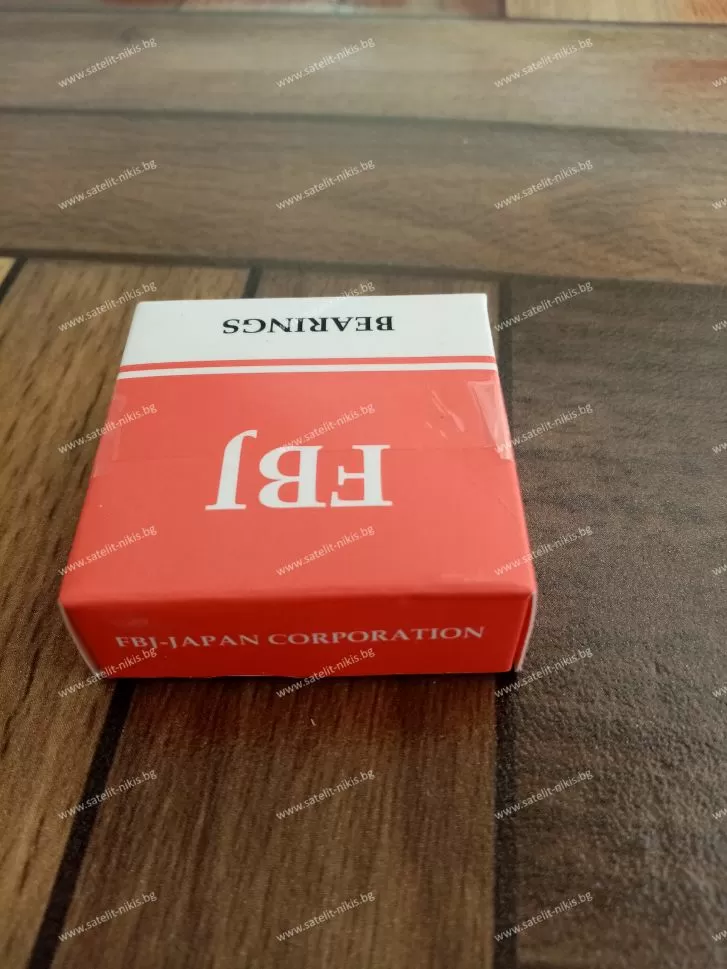 www.satelit-nikis.bg
BEARINGS
FBJ
FBJ-JAPAN CORPORATION